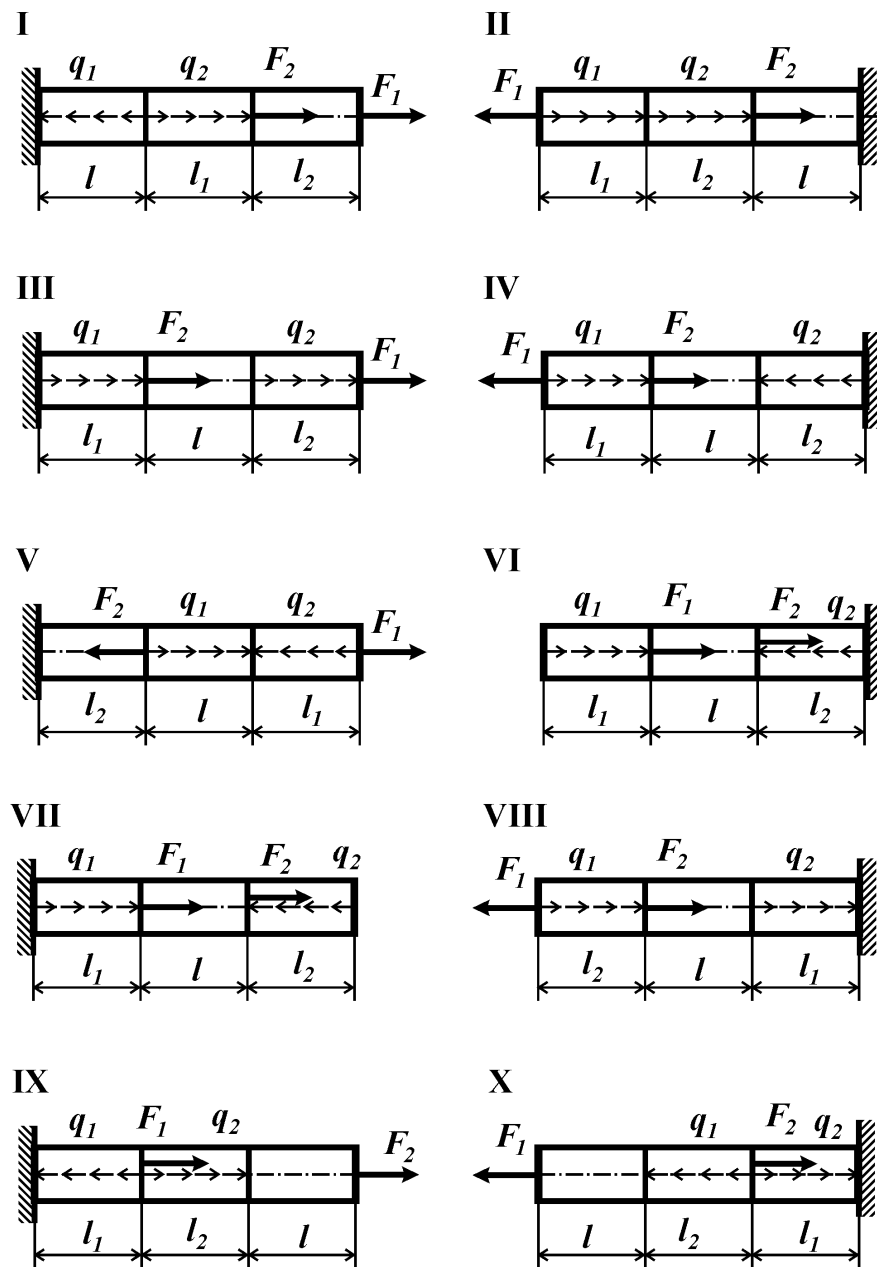 I II
q1 q2 F2 F1
F1 q1 q2 F2
l l1 l2
l1 l2 l
III IV
q1 F2 q2 F1
F1 q1 F2 q2
l1 l l2
l1 l l2
V VI
F2 q1 q2 F1
q1 F1 F2 q2
l2 l l1
l1 l l2
VII VIII
q1 F1 F2 q2
F1 q1 F2 q2
l1 l l2
l2 l l1
IX X
q1 F1 q2 F2
F1 q1 F2 q2
l1 l2 l
l l2 l1